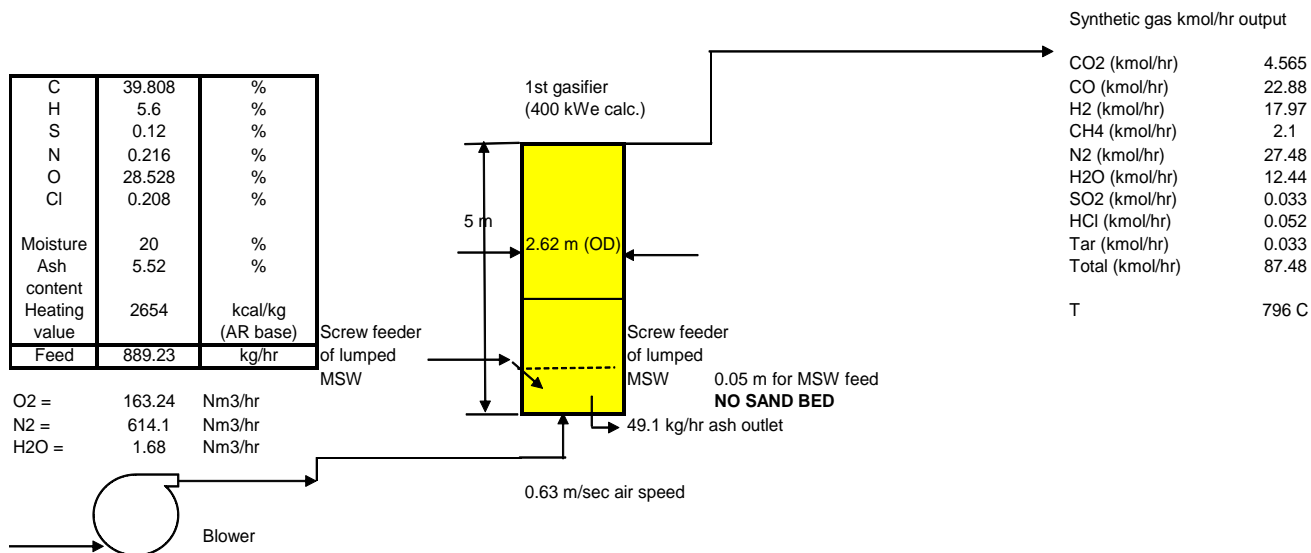 Synthetic gas kmol/hr output
CO2 (kmol/hr) 4.565
CO (kmol/hr) 22.88
H2 (kmol/hr) 17.97
CH4 (kmol/hr) 2.1
N2 (kmol/hr) 27.48
H2O (kmol/hr) 12.44
SO2 (kmol/hr) 0.033
HCl (kmol/hr) 0.052
Tar (kmol/hr) 0.033
Total (kmol/hr) 87.48
T 796 C
1st gasifier
(400 kWe calc.)
C 39.808 %
H 5.6 %
S 0.12 %
N 0.216 %
O 28.528 %
Cl 0.208 %
Moisture 20 %
Ash 5.52 %
content
Heating 2654 kcal/kg
value (AR base)
Feed 889.23 kg/hr
5 m
2.62 m (OD)
Screw feeder
of lumped
MSW
Screw feeder
of lumped
MSW
0.05 m for MSW feed
NO SAND BED
49.1 kg/hr ash outlet
O2 = 163.24 Nm3/hr
N2 = 614.1 Nm3/hr
H2O = 1.68 Nm3/hr
0.63 m/sec air speed
Blower